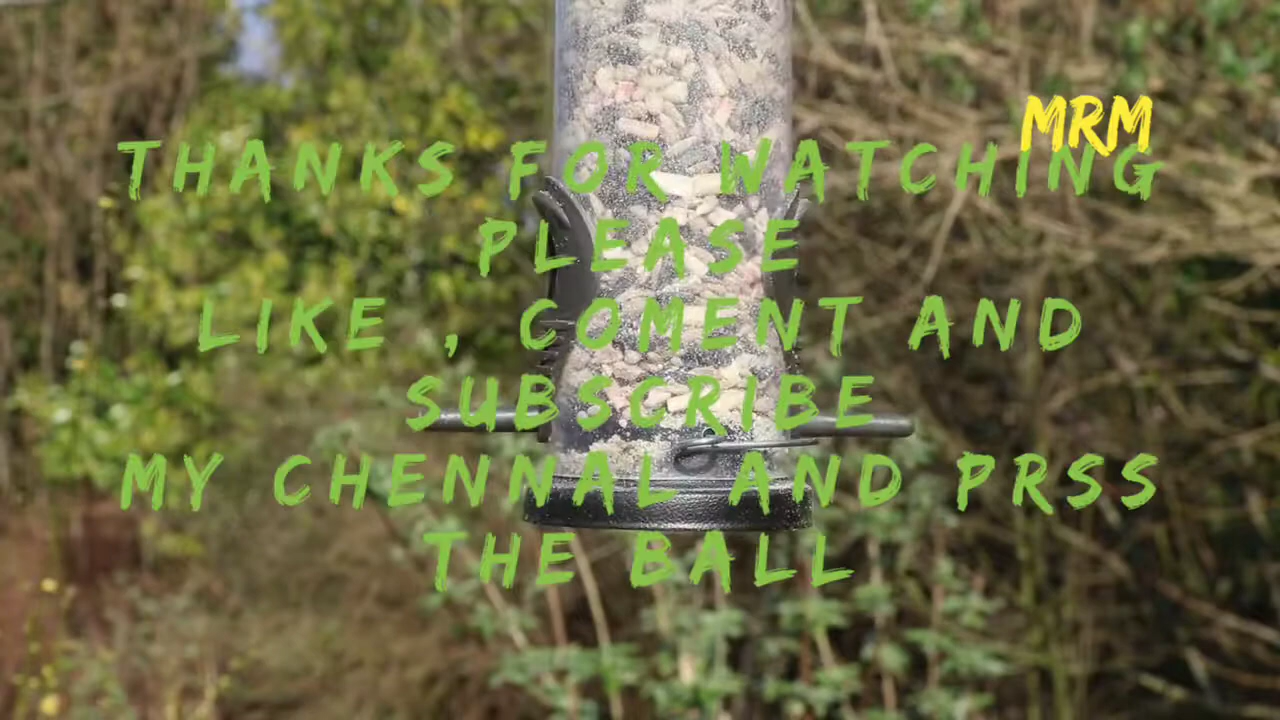 MRM
THANKS FOR WATCHING
PLEASE
LIKE , COMENT AND
SUBSCRIBE
MY CHENNAL AND PRSS
THE BALL